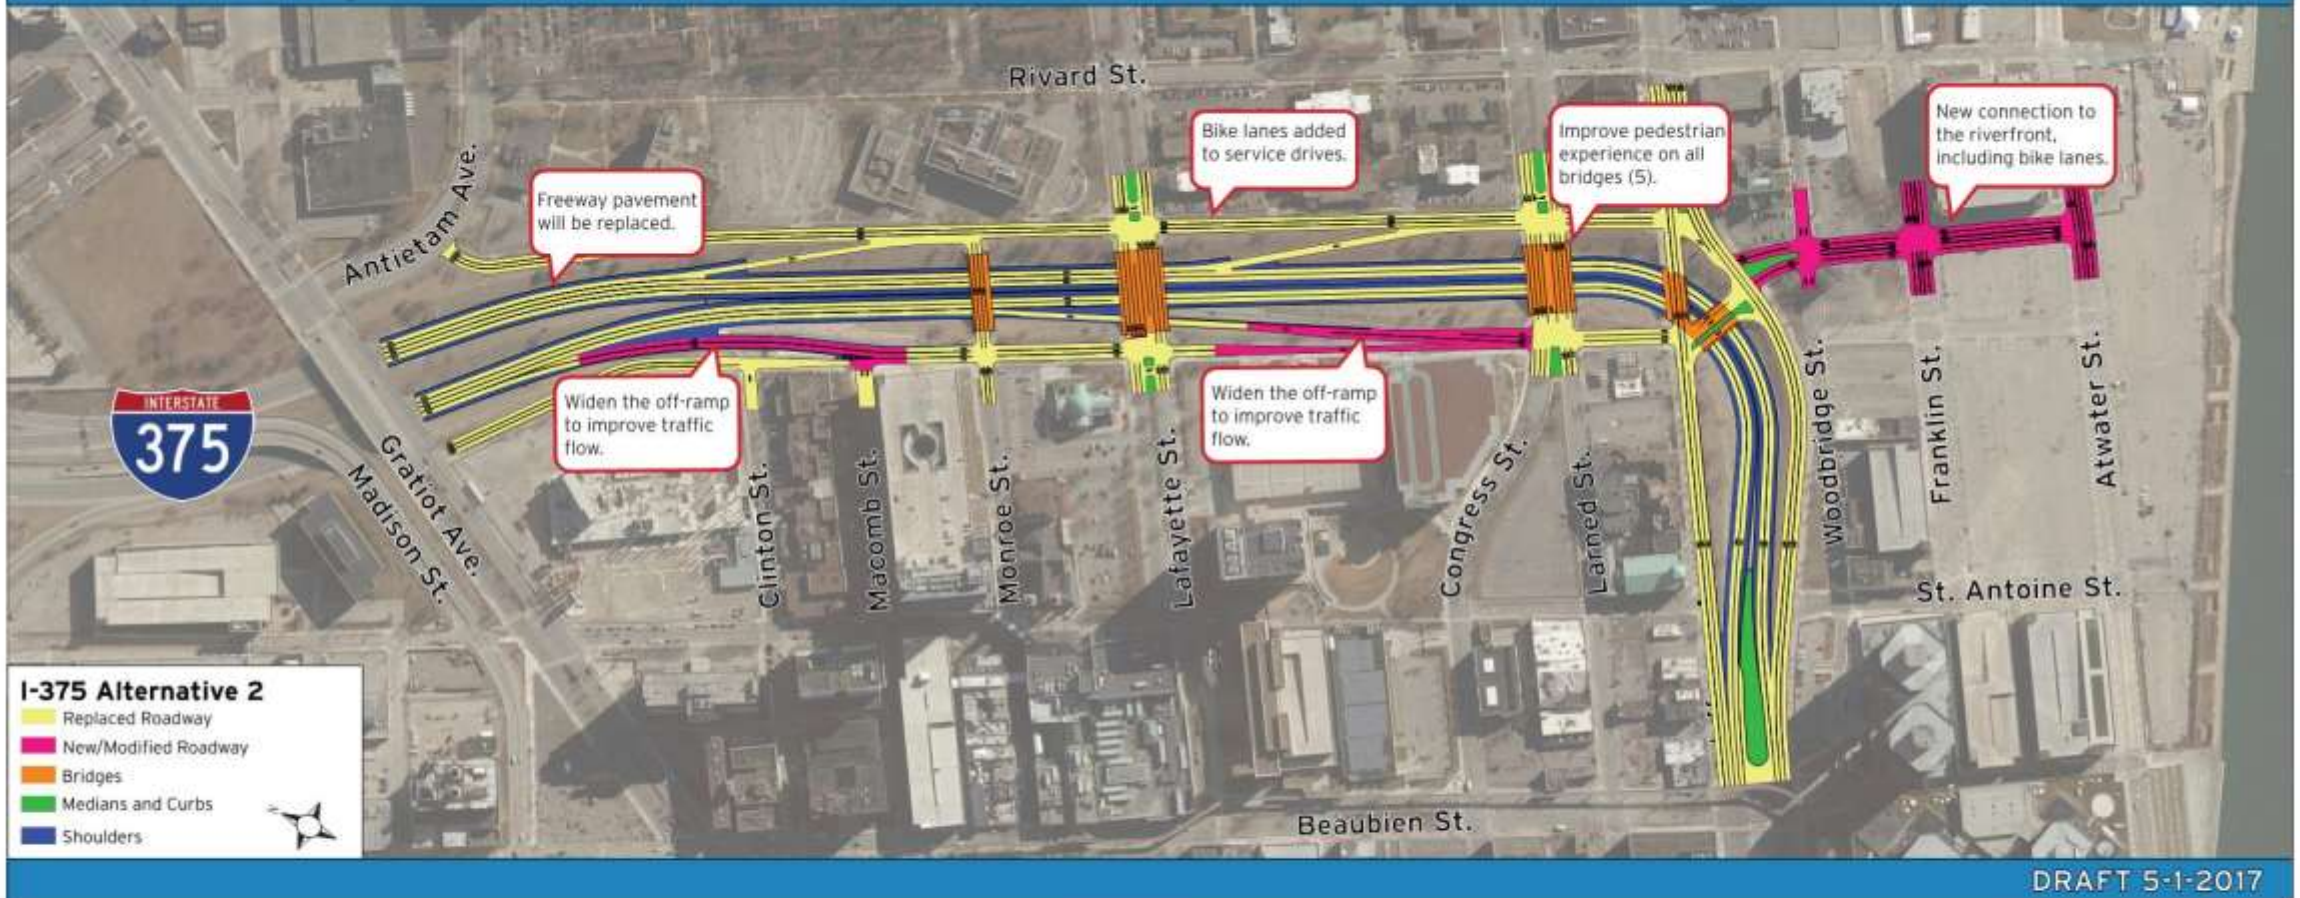 Rivard St.
Antietam Ave.
Freeway pavement
will be replaced.
Bike lanes added
to service drives.
Improve pedestrian
experience on all
bridges (5).
New connection to
the riverfront,
including bike lanes.
INTERSTATE
375
Gratiot Ave.
Madison St.
Widen the off-ramp
to improve traffic
flow.
Widen the off-ramp
to improve traffic
flow.
Clinton St.
Macomb St.
Monroe St.
Lafayette St.
Congress St.
Larned St.
Woodbridge St.
Franklin St.
Atwater St.
St. Antoine St.
Beaubien St.
I-375 Alternative 2
Replaced Roadway
New/Modified Roadway
Bridges
Medians and Curbs
Shoulders
DRAFT 5-1-2017